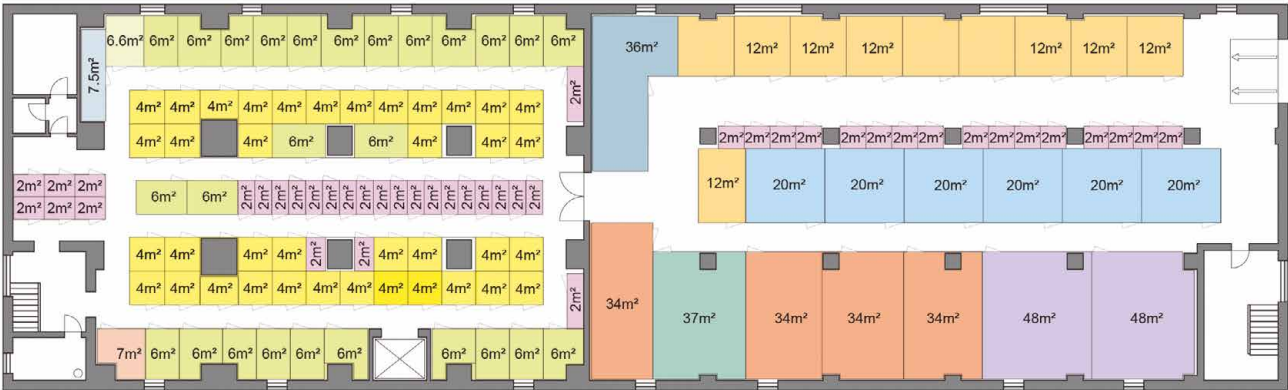 6.6m² 6m² 6m² 6m² 6m² 6m² 6m² 6m² 6m² 6m² 6m² 6m² 6m²
7.5m²
2m²
4m² 4m² 4m² 4m² 4m² 4m² 4m² 4m² 4m² 4m² 4m² 4m²
4m² 4m² 4m² 6m² 6m² 4m² 4m² 4m²
2m² 2m² 2m²
2m² 2m² 2m²
6m² 6m² 2m² 2m² 2m² 2m² 2m² 2m² 2m² 2m² 2m² 2m² 2m² 2m² 2m² 2m² 2m² 2m² 2m² 2m²
4m² 4m² 4m² 4m² 2m² 2m² 4m² 4m² 4m² 4m²
4m² 4m² 4m² 4m² 4m² 4m² 4m² 4m² 4m² 4m² 4m² 4m²
2m²
7m² 6m² 6m² 6m² 6m² 6m² 6m² 6m² 6m² 6m² 6m²
36m² 12m² 12m² 12m² 12m² 12m² 12m²
2m² 2m² 2m² 2m² 2m² 2m² 2m² 2m² 2m² 2m² 2m² 2m² 2m² 2m² 2m² 2m²
12m² 20m² 20m² 20m² 20m² 20m² 20m²
34m² 37m² 34m² 34m² 34m² 48m² 48m²